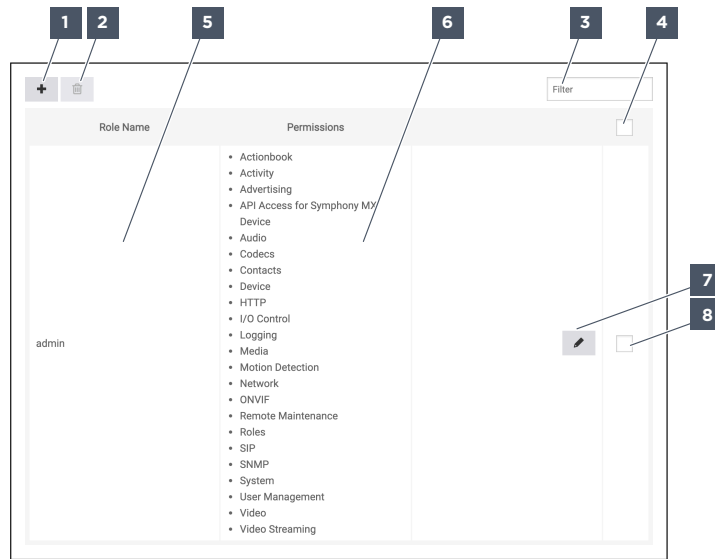 1 2 5 6 3 4
Filter
Role Name Permissions
• Actionbook
• Activity
• Advertising
• API Access for Symphony MX
Device
• Audio
• Codecs
• Contacts
• Device
• HTTP
• I/O Control
• Logging
admin
• Media
• Motion Detection
• Network
• ONVIF
• Remote Maintenance
• Roles
• SIP
• SNMP
• System
• User Management
• Video
• Video Streaming
7
8